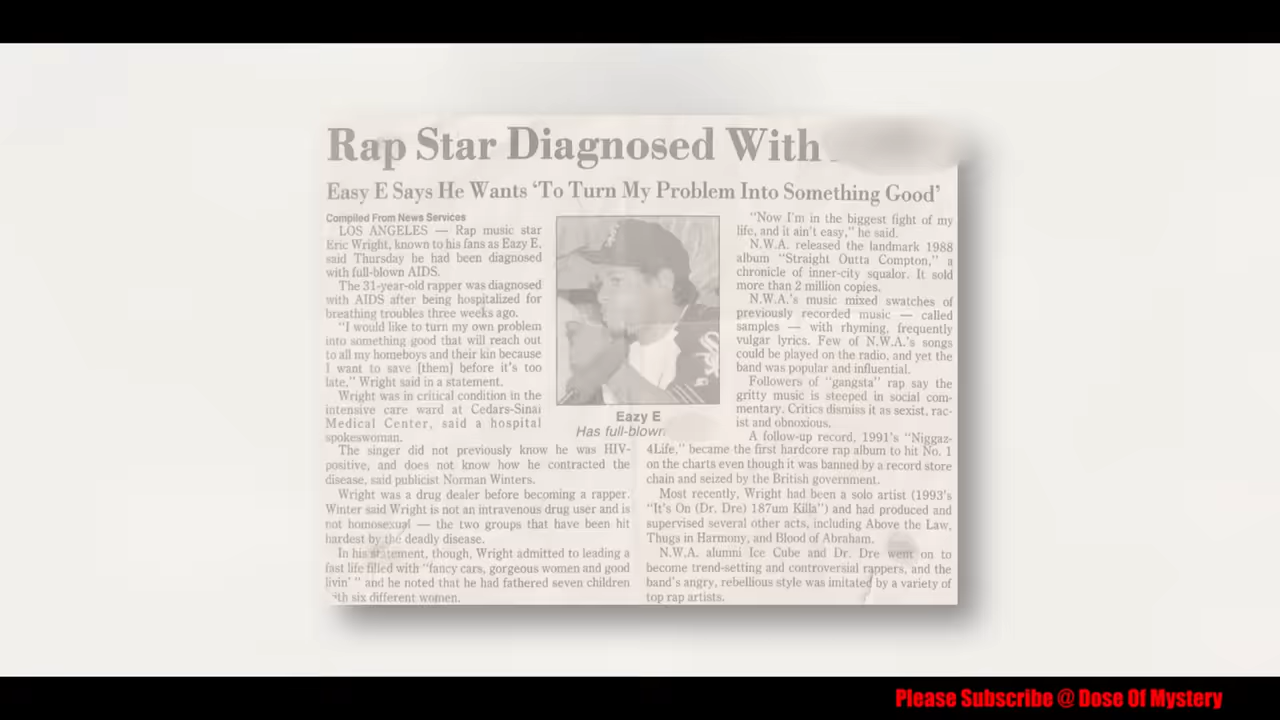 Rap Star Diagnosed With
Easy E Says He Wants ‘To Turn My Problem Into Something Good’
Compiled From News Services
LOS ANGELES — Rap music star
Eric Wright, known to his fans as Eazy E,
said Thursday he had been diagnosed
with full-blown AIDS.
The 31-year-old rapper was diagnosed
with AIDS after being hospitalized for
breathing troubles three weeks ago.
“I would like to turn my own problem
into something good that will reach out
to all my homeboys and their kin because
I want to save [them] before it's too
late,” Wright said in a statement.
Wright was in critical condition in the
intensive care ward at Cedars-Sinai
Medical Center, said a hospital
spokeswoman.
The singer did not previously know he was HIV-
positive, and does not know how he contracted the
disease, said publicist Norman Winters.
Wright was a drug dealer before becoming a rapper.
Winter said Wright is not an intravenous drug user and is
not homosexual — the two groups that have been hit
hardest by the deadly disease.
In his statement, though, Wright admitted to leading a
fast life filled with “fancy cars, gorgeous women and good
livin' ” and he noted that he had fathered seven children
with six different women.
Eazy E
Has full-blown
“Now I'm in the biggest fight of my
life, and it ain't easy,” he said.
N.W.A. released the landmark 1988
album “Straight Outta Compton,” a
chronicle of inner-city squalor. It sold
more than 2 million copies.
N.W.A.'s music mixed swatches of
previously recorded music — called
samples — with rhyming, frequently
vulgar lyrics. Few of N.W.A.'s songs
could be played on the radio, and yet the
band was popular and influential.
Followers of “gangsta” rap say the
gritty music is steeped in social com-
mentary. Critics dismiss it as sexist, rac-
ist and obnoxious.
A follow-up record, 1991's “Niggaz-
4Life,” became the first hardcore rap album to hit No. 1
on the charts even though it was banned by a record store
chain and seized by the British government.
Most recently, Wright had been a solo artist (1993's
“It's On (Dr. Dre) 187um Killa”) and had produced and
supervised several other acts, including Above the Law,
Thugs in Harmony, and Blood of Abraham.
N.W.A. alumni Ice Cube and Dr. Dre went on to
become trend-setting and controversial rappers, and the
band's angry, rebellious style was imitated by a variety of
top rap artists.
Please Subscribe @ Dose Of Mystery